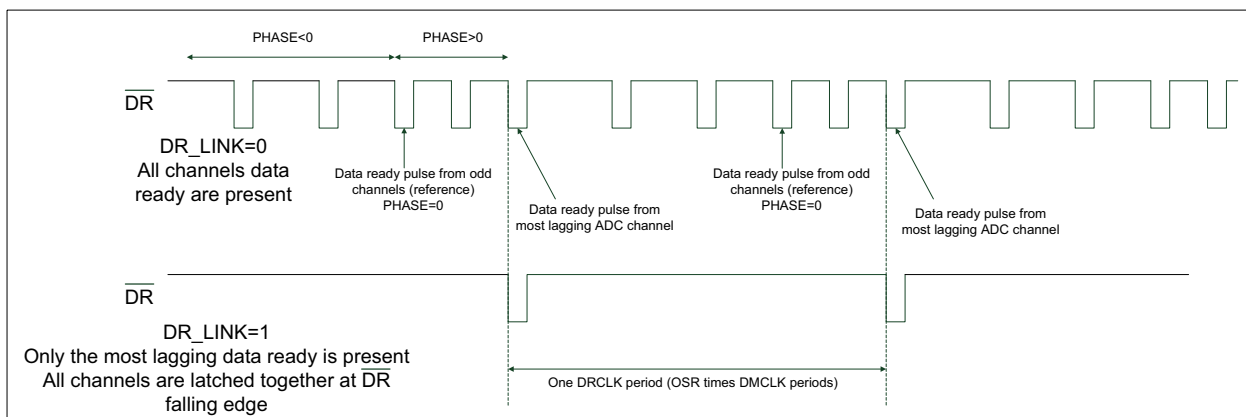 PHASE<0
PHASE>0
DR
DR_LINK=0
All channels data
ready are present
Data ready pulse from odd
channels (reference)
PHASE=0
Data ready pulse from
most lagging ADC channel
Data ready pulse from odd
channels (reference)
PHASE=0
Data ready pulse from
most lagging ADC channel
DR
DR_LINK=1
Only the most lagging data ready is present
All channels are latched together at DR
falling edge
One DRCLK period (OSR times DMCLK periods)